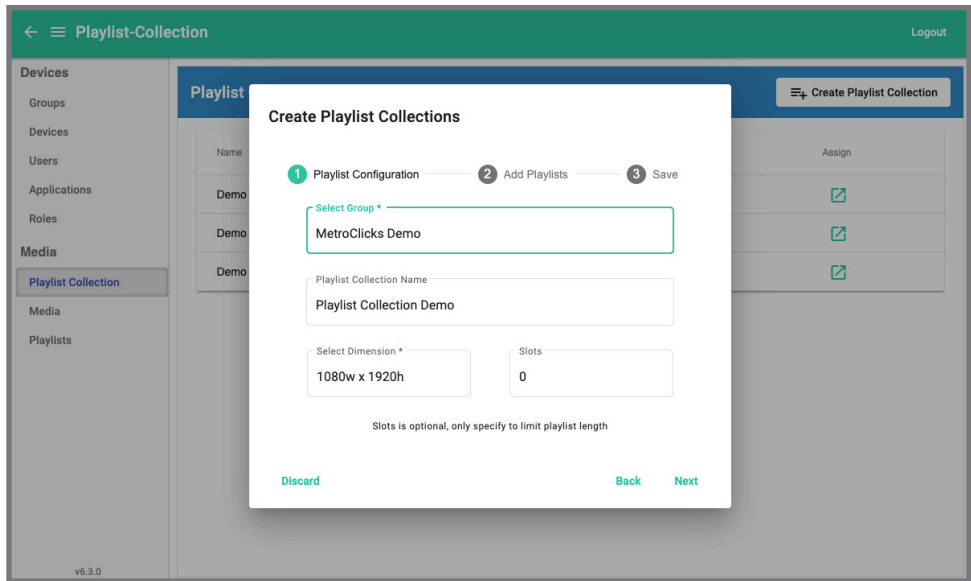 Playlist-Collection
Logout
Devices
Groups
Devices
Users
Applications
Roles
Media
Playlist Collection
Media
Playlists
v6.3.0
Playlist
Create Playlist Collection
Name
Assign
Demo
Demo
Demo
Create Playlist Collections
1 Playlist Configuration 2 Add Playlists 3 Save
Select Group *
MetroClicks Demo
Playlist Collection Name
Playlist Collection Demo
Select Dimension *
1080w x 1920h
Slots
0
Slots is optional, only specify to limit playlist length
Discard
Back
Next